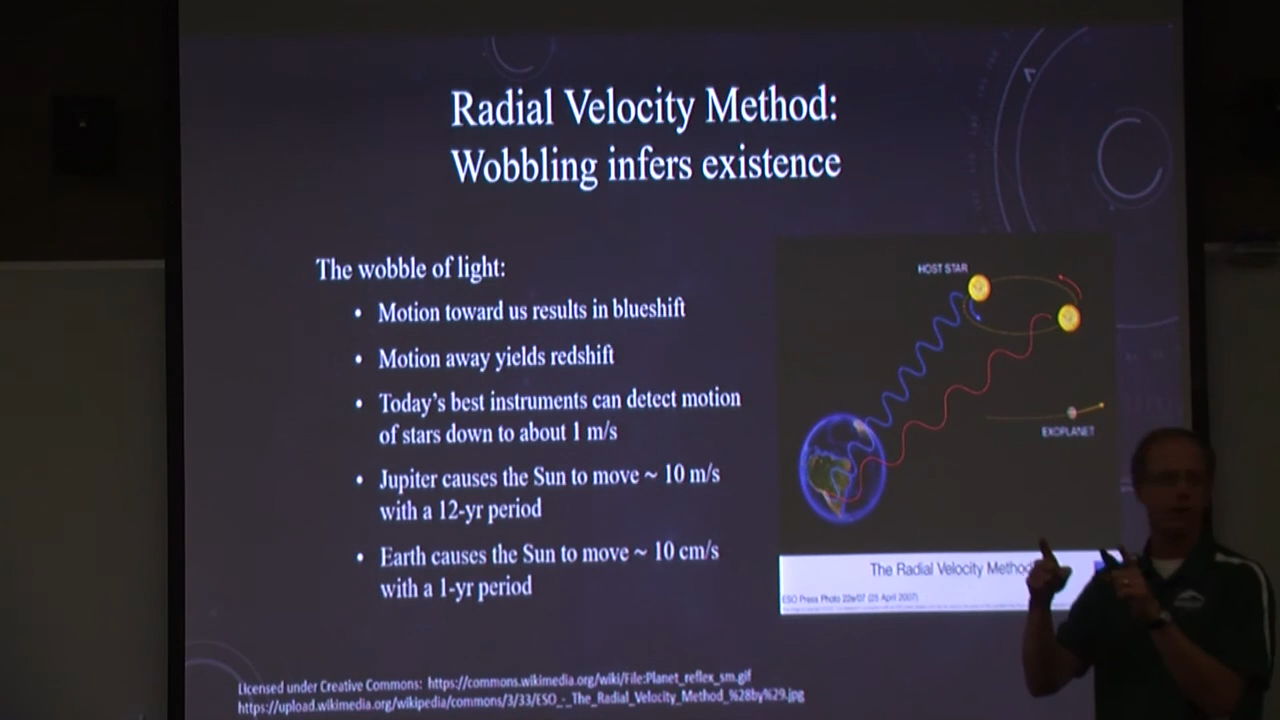 Radial Velocity Method:
Wobbling infers existence
The wobble of light:
• Motion toward us results in blueshift
• Motion away yields redshift
• Today's best instruments can detect motion
of stars down to about 1 m/s
• Jupiter causes the Sun to move ~ 10 m/s
with a 12-yr period
• Earth causes the Sun to move ~ 10 cm/s
with a 1-yr period
HOST STAR
EXOPLANET
The Radial Velocity Method
ESO Press Photo 22e/07 (25 April 2007)
Licensed under Creative Commons: https://commons.wikimedia.org/wiki/File:Planet_reflex_sm.gif
https://upload.wikimedia.org/wikipedia/commons/3/33/ESO_-_The_Radial_Velocity_Method_%28by%29.jpg